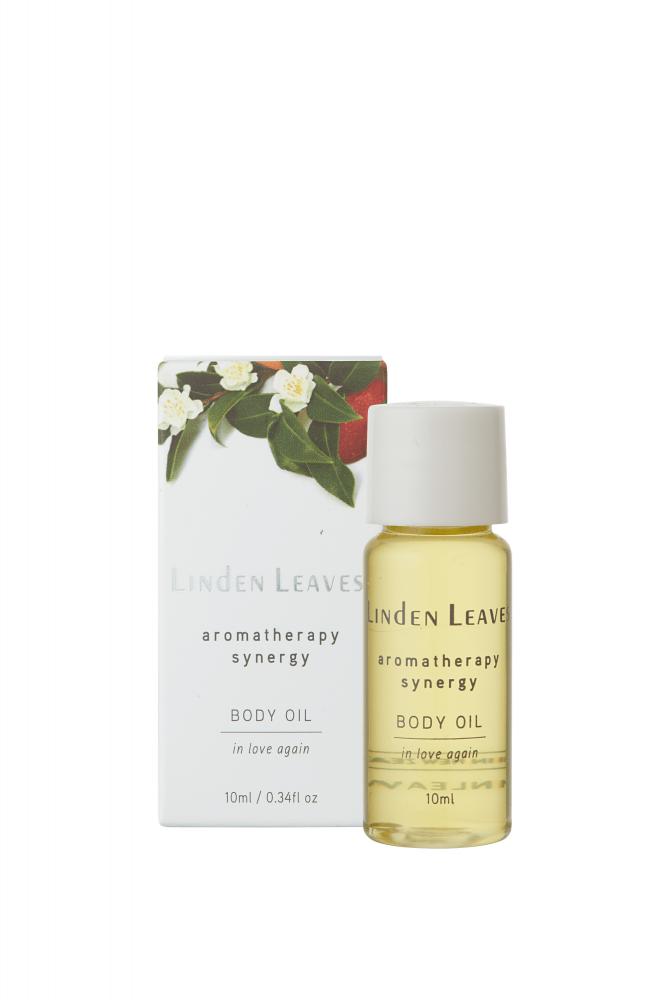 LINDEN LEAVES
aromatherapy
synergy
BODY OIL
in love again
10ml / 0.34fl oz
LINDEN LEAVES
aromatherapy
synergy
BODY OIL
in love again
10ml